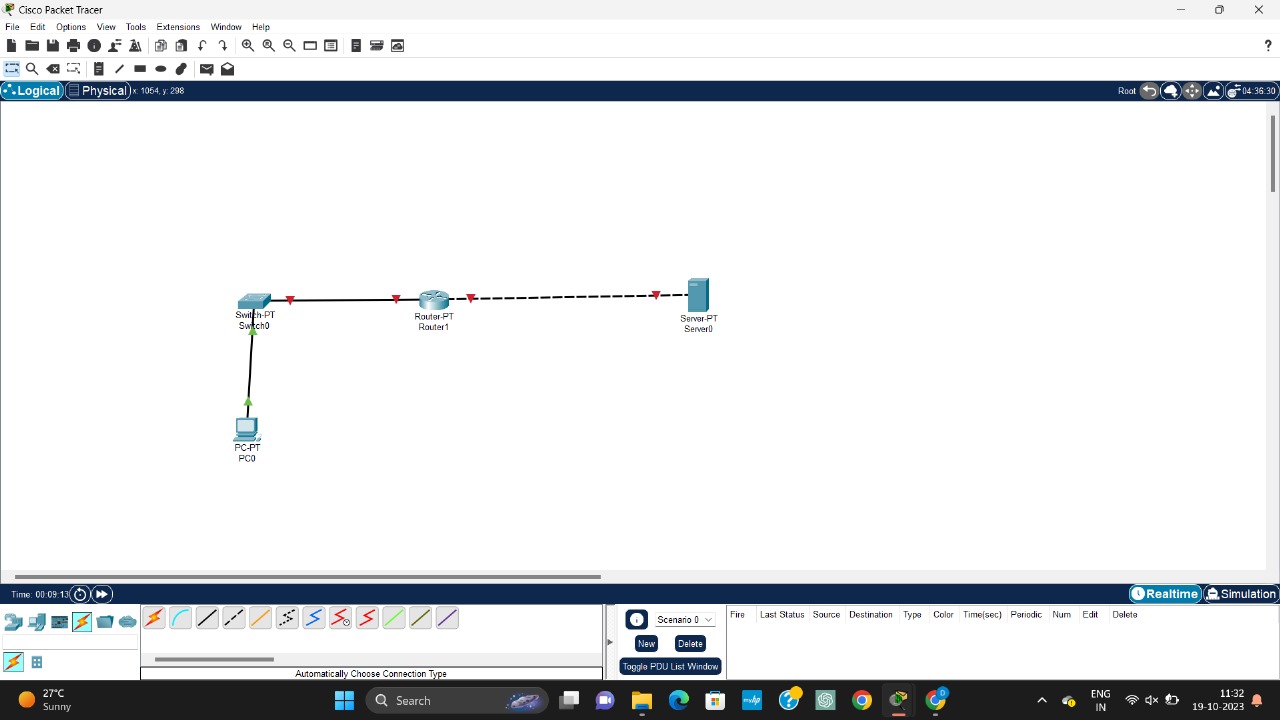 Cisco Packet Tracer
File Edit Options View Tools Extensions Window Help
?
Logical Physical x: 1054, y: 298 Root 04:36:30
Switch-PT
Switch0
Router-PT
Router1
Server-PT
Server0
PC-PT
PC0
Time: 00:09:13 Realtime Simulation
Scenario 0
New Delete
Toggle PDU List Window
Fire Last Status Source Destination Type Color Time(sec) Periodic Num Edit Delete
Automatically Choose Connection Type
27°C
Sunny
Search
myhp
D
ENG
IN
11:32
19-10-2023